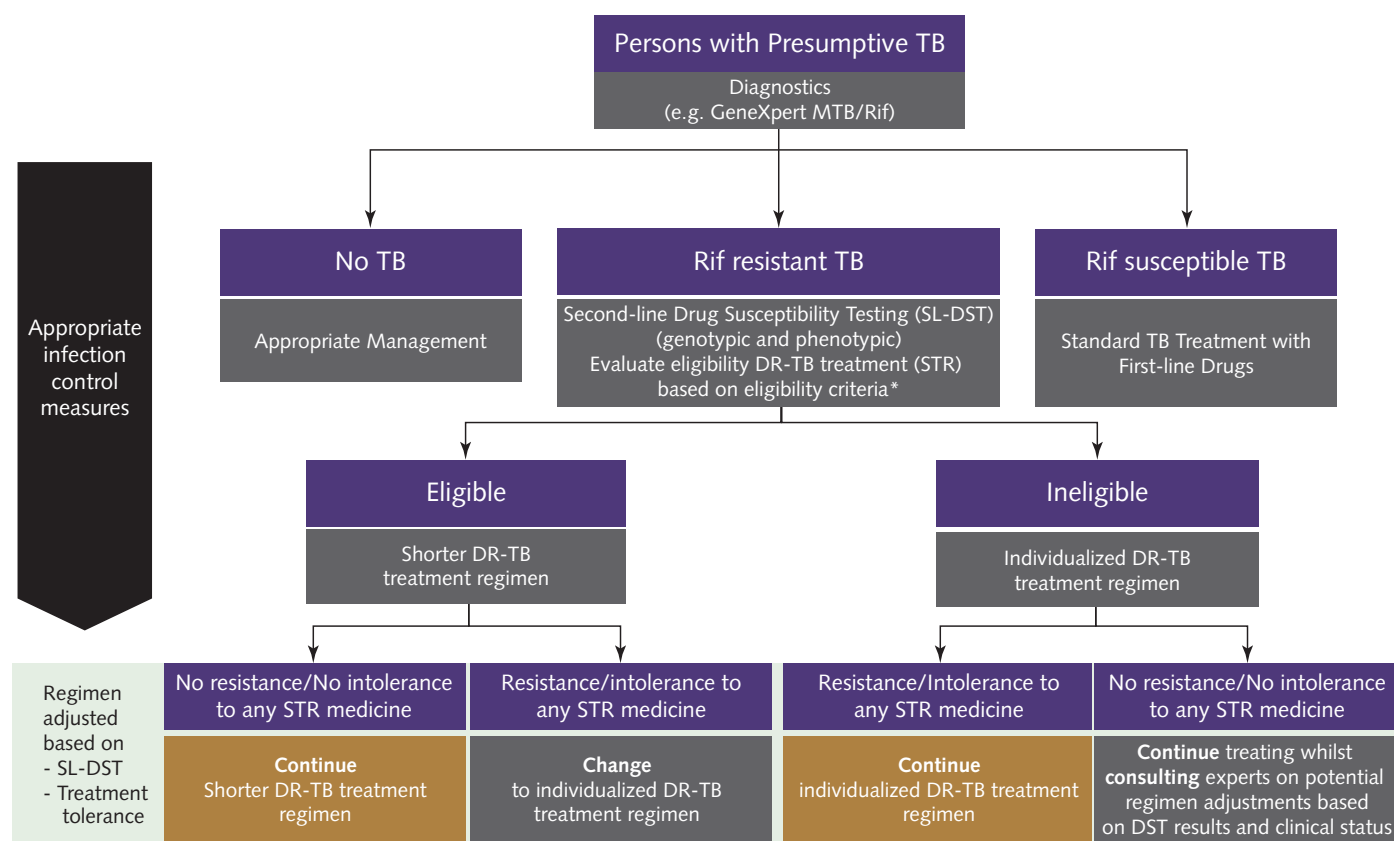 Persons with Presumptive TB
Diagnostics
(e.g. GeneXpert MTB/Rif)
Appropriate
infection
control
measures
No TB
Appropriate Management
Rif resistant TB
Second-line Drug Susceptibility Testing (SL-DST)
(genotypic and phenotypic)
Evaluate eligibility DR-TB treatment (STR)
based on eligibility criteria*
Rif susceptible TB
Standard TB Treatment with
First-line Drugs
Eligible
Shorter DR-TB
treatment regimen
Ineligible
Individualized DR-TB
treatment regimen
Regimen
adjusted
based on
- SL-DST
- Treatment
tolerance
No resistance/No intolerance
to any STR medicine
Continue
Shorter DR-TB treatment
regimen
Resistance/intolerance to
any STR medicine
Change
to individualized DR-TB
treatment regimen
Resistance/Intolerance to
any STR medicine
Continue
individualized DR-TB treatment
regimen
No resistance/No intolerance
to any STR medicine
Continue treating whilst
consulting experts on potential
regimen adjustments based
on DST results and clinical status